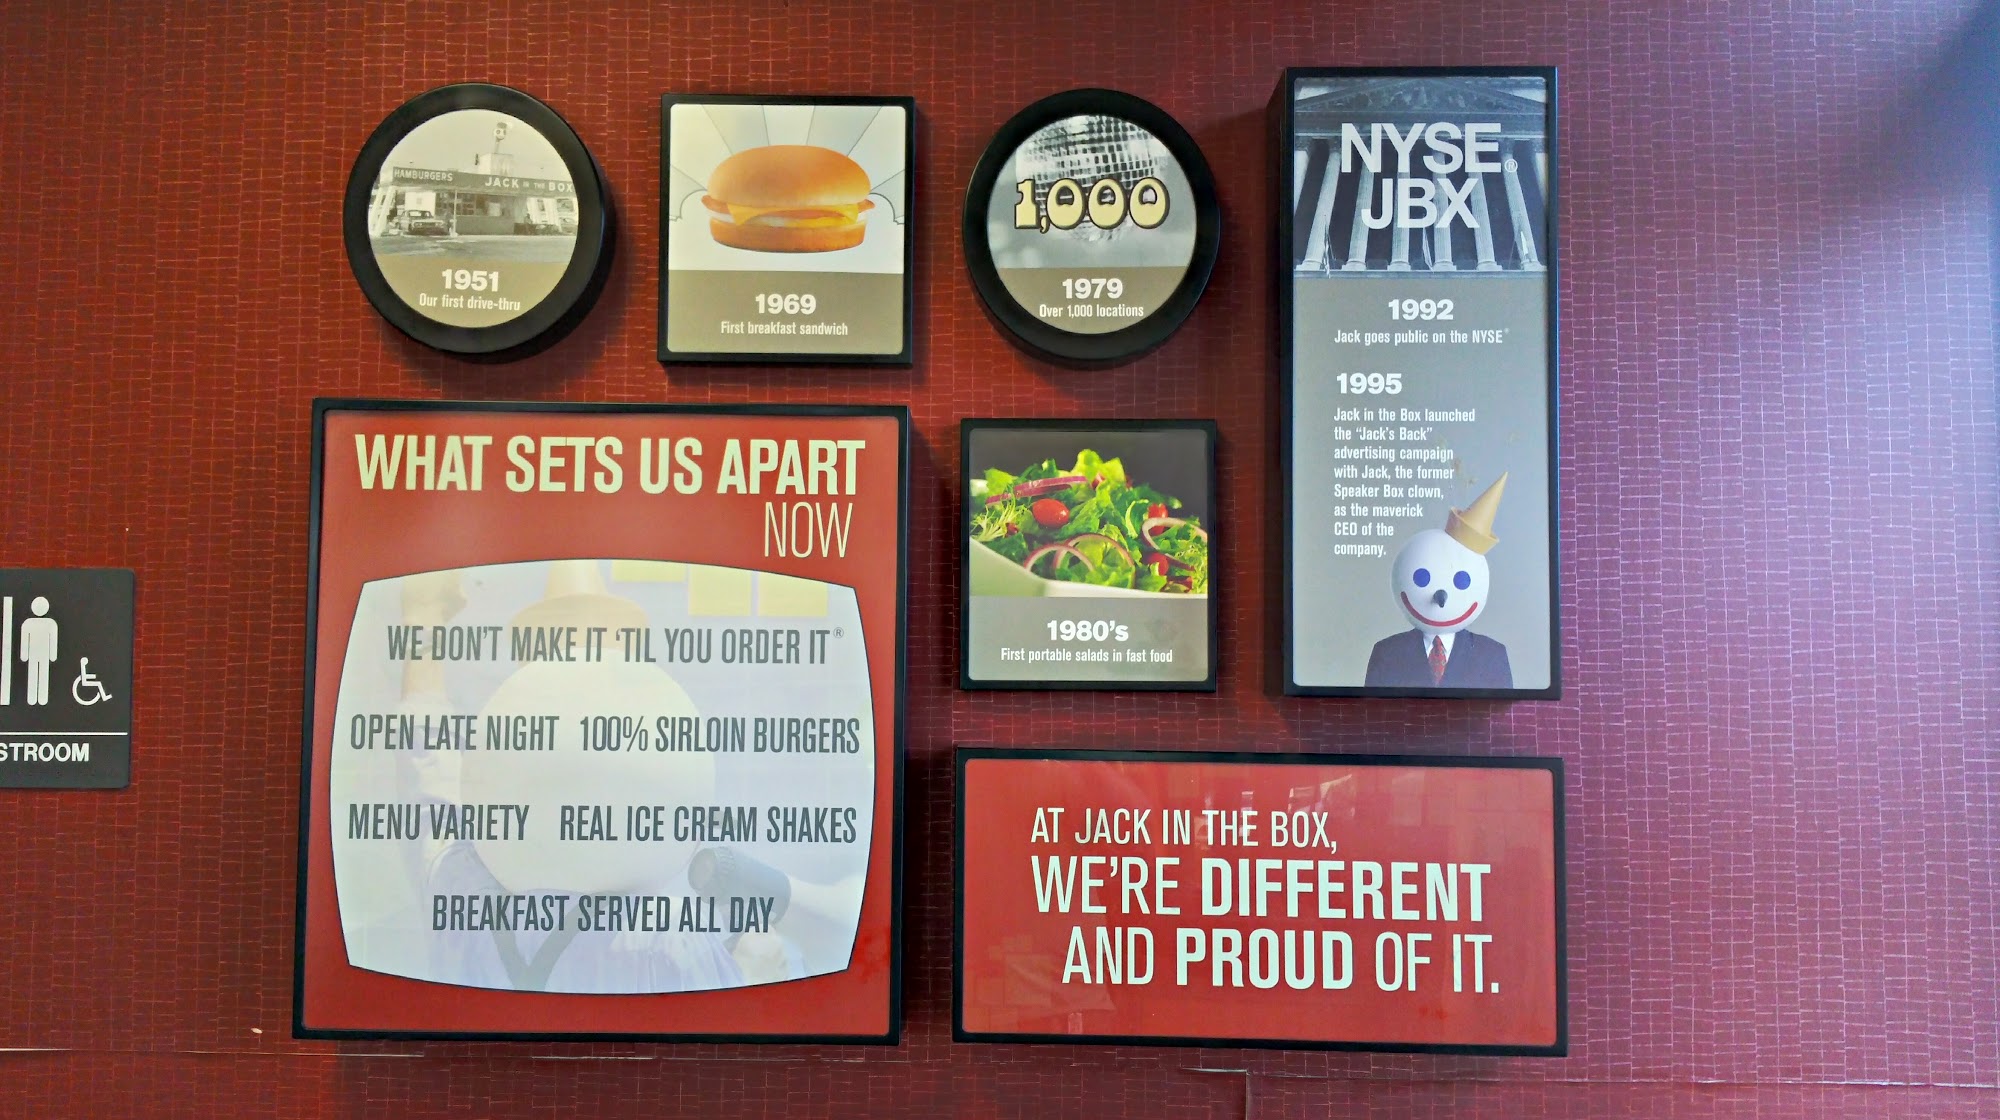 HAMBURGERS JACK IN THE BOX
1951
Our first drive-thru
1969
First breakfast sandwich
1,000
1979
Over 1,000 locations
NYSE®
JBX
1992
Jack goes public on the NYSE®
1995
Jack in the Box launched
the "Jack's Back"
advertising campaign
with Jack, the former
Speaker Box clown,
as the maverick
CEO of the
company.
WHAT SETS US APART
NOW
WE DON'T MAKE IT 'TIL YOU ORDER IT®
OPEN LATE NIGHT 100% SIRLOIN BURGERS
MENU VARIETY REAL ICE CREAM SHAKES
BREAKFAST SERVED ALL DAY
1980's
First portable salads in fast food
AT JACK IN THE BOX,
WE'RE DIFFERENT
AND PROUD OF IT.
STROOM